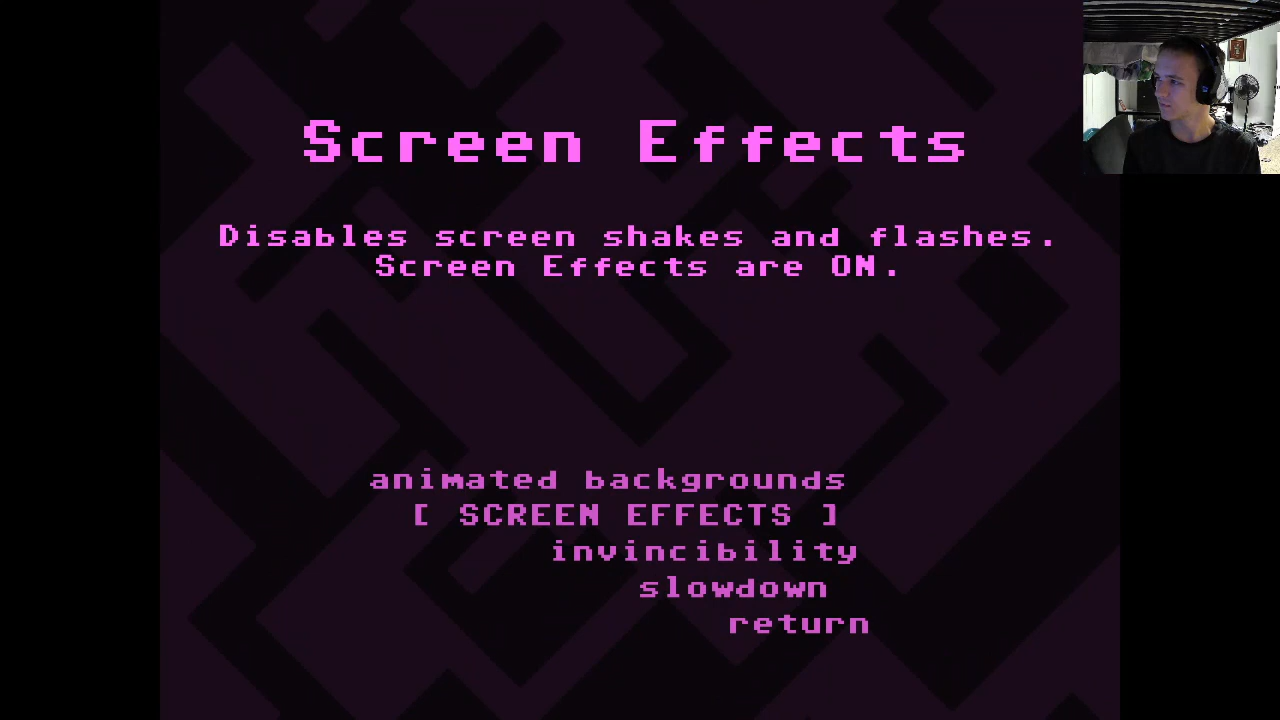 Screen Effects
Disables screen shakes and flashes.
Screen Effects are ON.
animated backgrounds
[ SCREEN EFFECTS ]
invincibility
slowdown
return